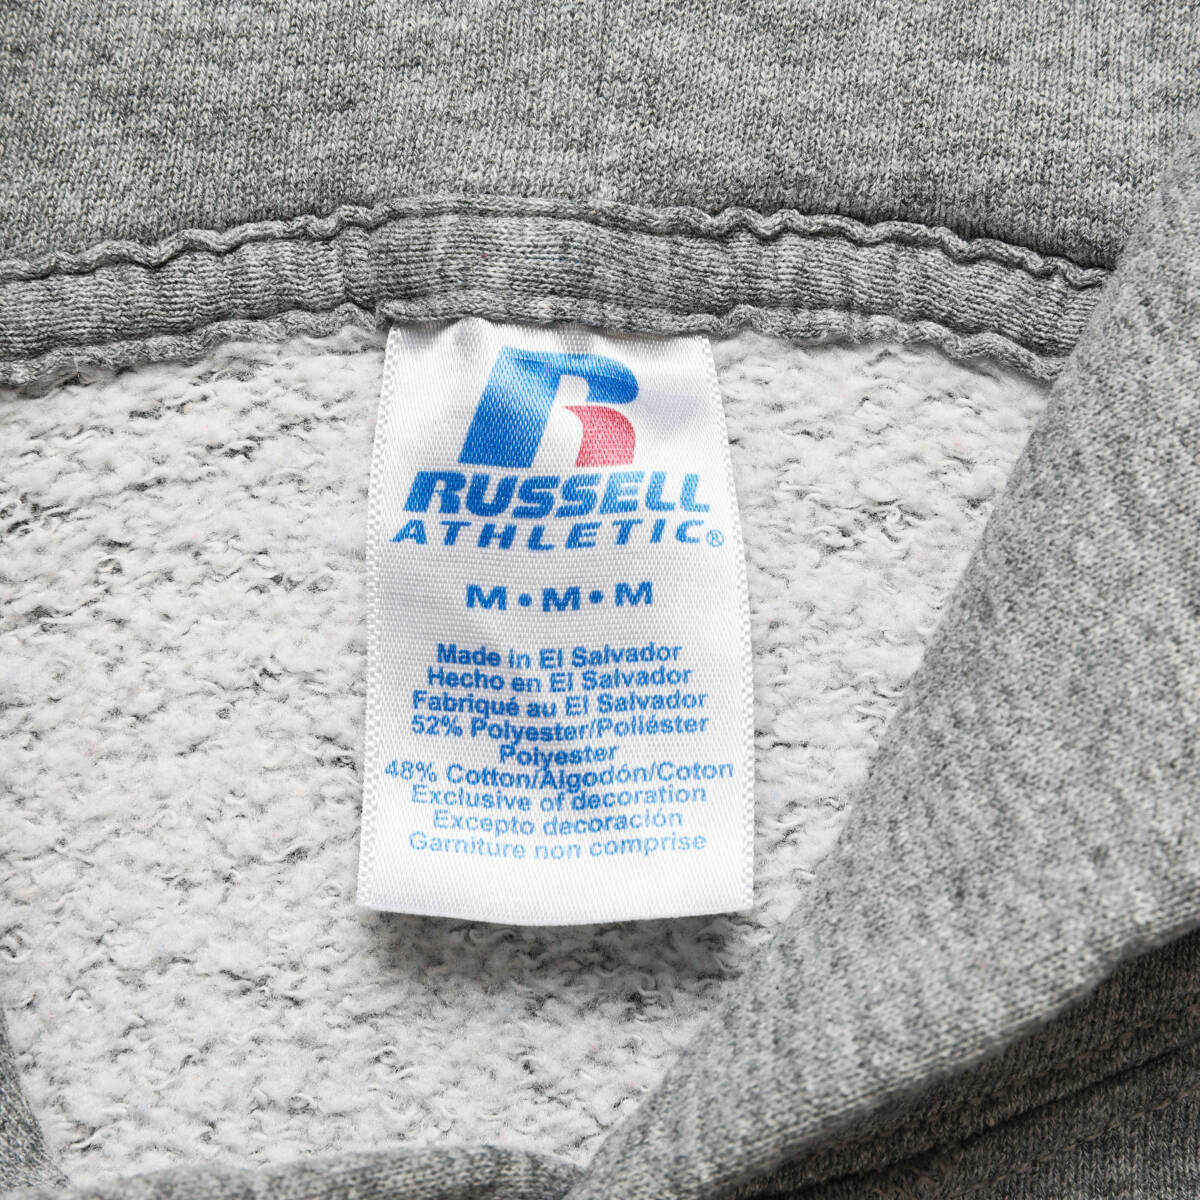 R
RUSSELL
ATHLETIC®
M•M•M
Made in El Salvador
Hecho en El Salvador
Fabriqué au El Salvador
52% Polyester/Poliéster
Polyester
48% Cotton/Algodón/Coton
Exclusive of decoration
Excepto decoración
Garniture non comprise